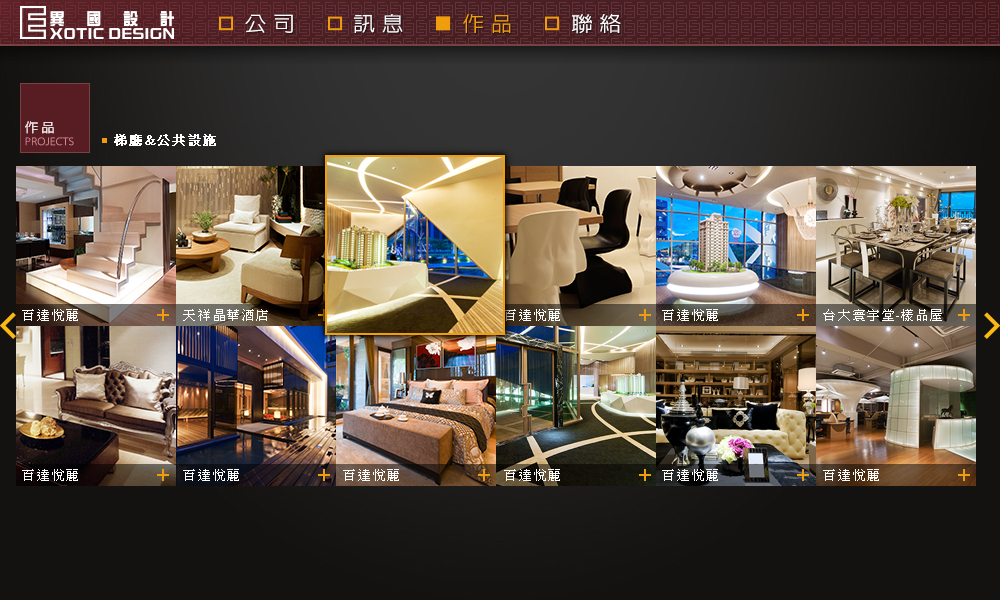 異國設計
EXOTIC DESIGN
公司 訊息 作品 聯絡
作品
PROJECTS
梯廳&公共設施
百達悅麗
天祥晶華酒店
百達悅麗
百達悅麗
台大寰宇堂-樣品屋
百達悅麗
百達悅麗
百達悅麗
百達悅麗
百達悅麗
百達悅麗